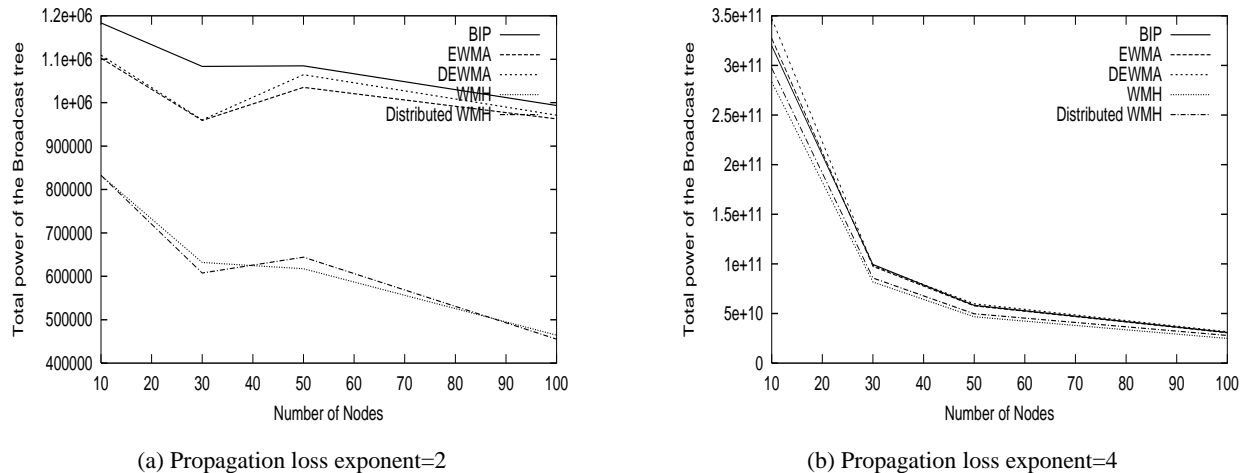 1.2e+06
1.1e+06
1e+06
900000
800000
700000
600000
500000
400000
10 20 30 40 50 60 70 80 90 100
Total power of the Broadcast tree
Number of Nodes
BIP
EWMA
DEWMA
WMH
Distributed WMH
(a) Propagation loss exponent=2
3.5e+11
3e+11
2.5e+11
2e+11
1.5e+11
1e+11
5e+10
0
10 20 30 40 50 60 70 80 90 100
Total power of the Broadcast tree
Number of Nodes
BIP
EWMA
DEWMA
WMH
Distributed WMH
(b) Propagation loss exponent=4